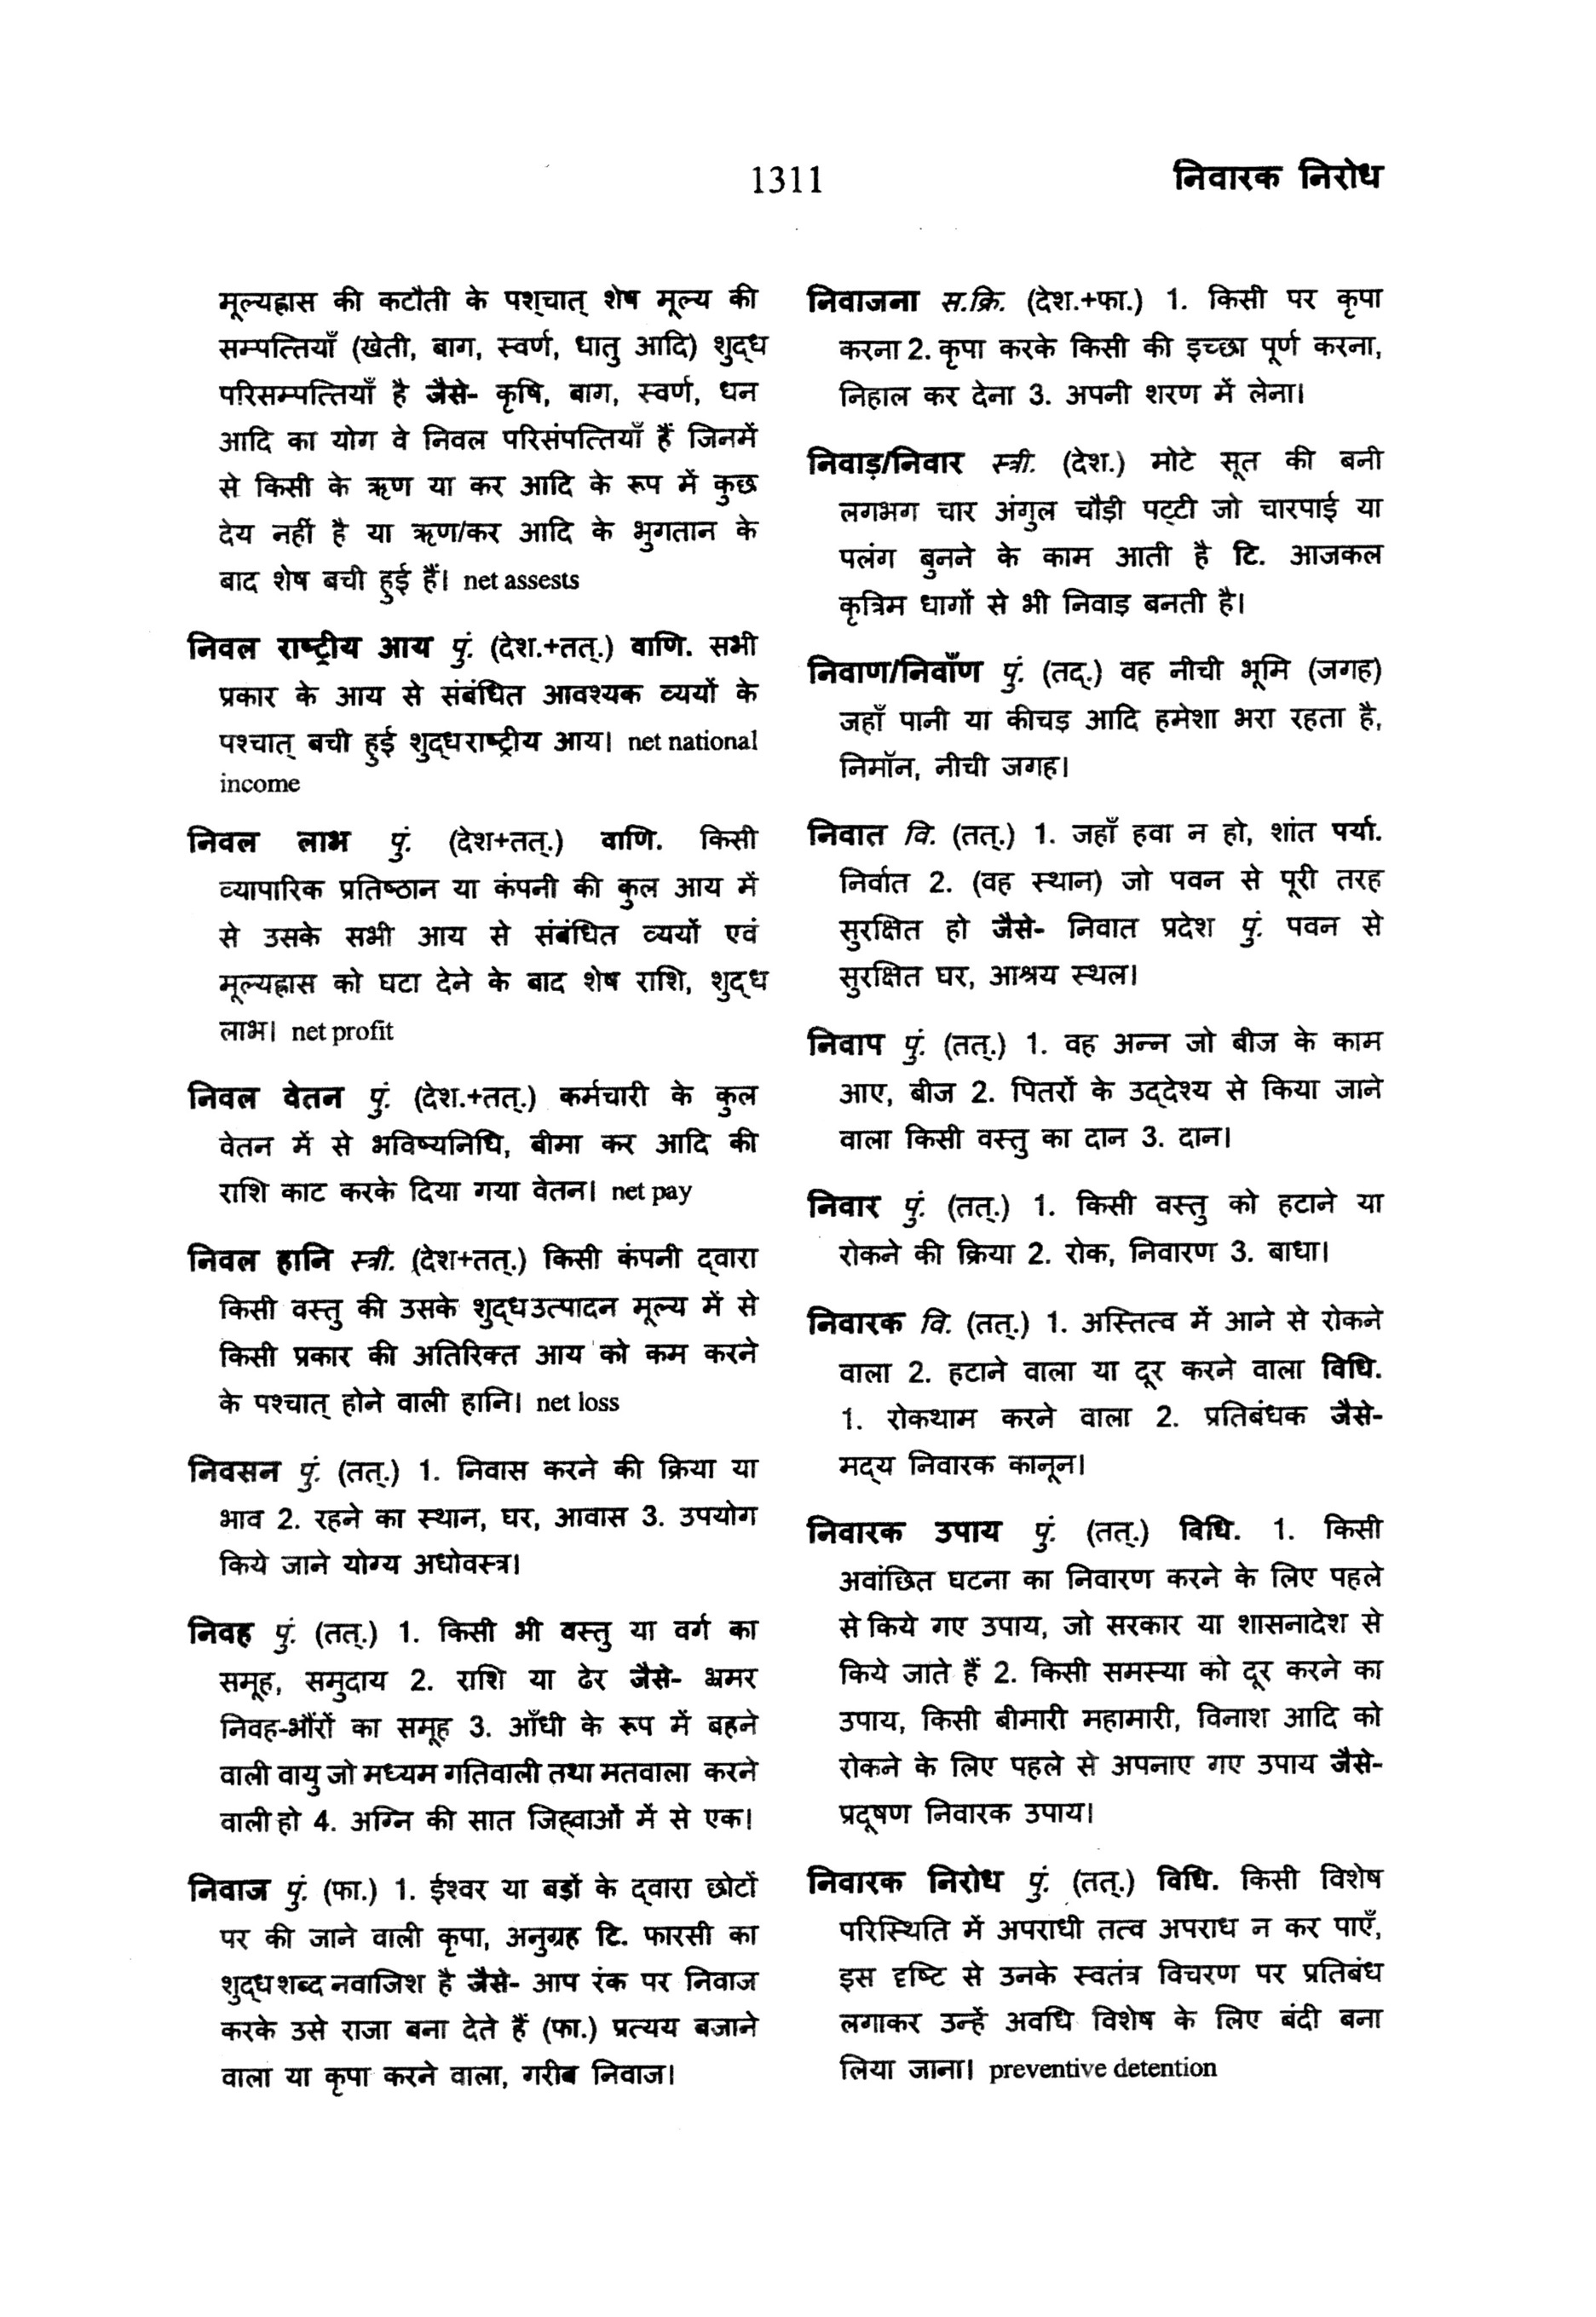 1311
निवारक निरोध
मूल्यह्रास की कटौती के पश्चात् शेष मूल्य की
सम्पत्तियाँ (खेती, बाग, स्वर्ण, धातु आदि) शुद्ध
परिसम्पत्तियाँ है जैसे- कृषि, बाग, स्वर्ण, धन
आदि का योग वे निवल परिसंपत्तियाँ हैं जिनमें
से किसी के ऋण या कर आदि के रूप में कुछ
देय नहीं है या ऋण/कर आदि के भुगतान के
बाद शेष बची हुई हैं। net assests
निवल राष्ट्रीय आय पुं. (देश.+तत्.) वाणि. सभी
प्रकार के आय से संबंधित आवश्यक व्ययों के
पश्चात् बची हुई शुद्धराष्ट्रीय आय। net national
income
निवल लाभ पुं. (देश+तत्.) वाणि. किसी
व्यापारिक प्रतिष्ठान या कंपनी की कुल आय में
से उसके सभी आय से संबंधित व्ययों एवं
मूल्यह्रास को घटा देने के बाद शेष राशि, शुद्ध
लाभ। net profit
निवल वेतन पुं. (देश.+तत्.) कर्मचारी के कुल
वेतन में से भविष्यनिधि, बीमा कर आदि की
राशि काट करके दिया गया वेतन। net pay
निवल हानि स्त्री. (देश+तत्.) किसी कंपनी द्वारा
किसी वस्तु की उसके शुद्धउत्पादन मूल्य में से
किसी प्रकार की अतिरिक्त आय को कम करने
के पश्चात् होने वाली हानि। net loss
निवसन पुं. (तत्.) 1. निवास करने की क्रिया या
भाव 2. रहने का स्थान, घर, आवास 3. उपयोग
किये जाने योग्य अधोवस्त्र।
निवह पुं. (तत्.) 1. किसी भी वस्तु या वर्ग का
समूह, समुदाय 2. राशि या ढेर जैसे- भ्रमर
निवह-भौंरों का समूह 3. आँधी के रूप में बहने
वाली वायु जो मध्यम गतिवाली तथा मतवाला करने
वाली हो 4. अग्नि की सात जिह्वाओं में से एक।
निवाज पुं. (फा.) 1. ईश्वर या बड़ों के द्वारा छोटों
पर की जाने वाली कृपा, अनुग्रह टि. फारसी का
शुद्धशब्द नवाजिश है जैसे- आप रंक पर निवाज
करके उसे राजा बना देते हैं (फा.) प्रत्यय बजाने
वाला या कृपा करने वाला, गरीब निवाज।
निवाजना स.क्रि. (देश.+फा.) 1. किसी पर कृपा
करना 2. कृपा करके किसी की इच्छा पूर्ण करना,
निहाल कर देना 3. अपनी शरण में लेना।
निवाड़/निवार स्त्री. (देश.) मोटे सूत की बनी
लगभग चार अंगुल चौड़ी पट्टी जो चारपाई या
पलंग बुनने के काम आती है टि. आजकल
कृत्रिम धागों से भी निवाड़ बनती है।
निवाण/निवाँण पुं. (तद्.) वह नीची भूमि (जगह)
जहाँ पानी या कीचड़ आदि हमेशा भरा रहता है,
निमॉन, नीची जगह।
निवात वि. (तत्.) 1. जहाँ हवा न हो, शांत पर्या.
निर्वात 2. (वह स्थान) जो पवन से पूरी तरह
सुरक्षित हो जैसे- निवात प्रदेश पुं. पवन से
सुरक्षित घर, आश्रय स्थल।
निवाप पुं. (तत्.) 1. वह अन्न जो बीज के काम
आए, बीज 2. पितरों के उद्देश्य से किया जाने
वाला किसी वस्तु का दान 3. दान।
निवार पुं. (तत्.) 1. किसी वस्तु को हटाने या
रोकने की क्रिया 2. रोक, निवारण 3. बाधा।
निवारक वि. (तत्.) 1. अस्तित्व में आने से रोकने
वाला 2. हटाने वाला या दूर करने वाला विधि.
1. रोकथाम करने वाला 2. प्रतिबंधक जैसे-
मद्य निवारक कानून।
निवारक उपाय पुं. (तत्.) विधि. 1. किसी
अवांछित घटना का निवारण करने के लिए पहले
से किये गए उपाय, जो सरकार या शासनादेश से
किये जाते हैं 2. किसी समस्या को दूर करने का
उपाय, किसी बीमारी महामारी, विनाश आदि को
रोकने के लिए पहले से अपनाए गए उपाय जैसे-
प्रदूषण निवारक उपाय।
निवारक निरोध पुं. (तत्.) विधि. किसी विशेष
परिस्थिति में अपराधी तत्व अपराध न कर पाएँ,
इस दृष्टि से उनके स्वतंत्र विचरण पर प्रतिबंध
लगाकर उन्हें अवधि विशेष के लिए बंदी बना
लिया जाना। preventive detention